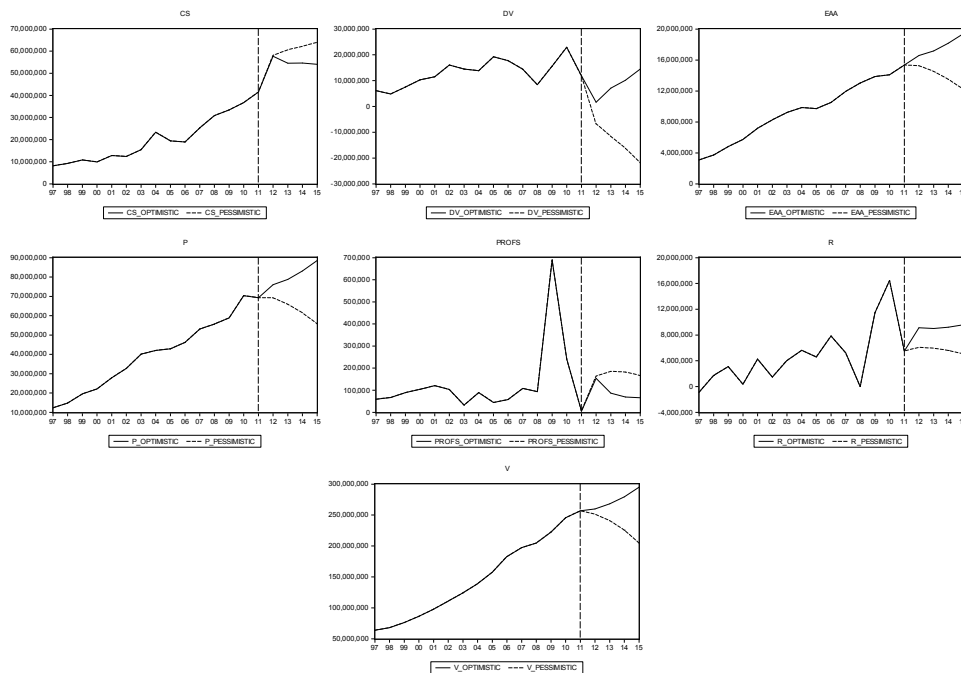 CS
70,000,000
60,000,000
50,000,000
40,000,000
30,000,000
20,000,000
10,000,000
0
97 98 99 00 01 02 03 04 05 06 07 08 09 10 11 12 13 14 15
CS_OPTIMISTIC CS_PESSIMISTIC
DV
30,000,000
20,000,000
10,000,000
0
-10,000,000
-20,000,000
-30,000,000
97 98 99 00 01 02 03 04 05 06 07 08 09 10 11 12 13 14 15
DV_OPTIMISTIC DV_PESSIMISTIC
EAA
20,000,000
16,000,000
12,000,000
8,000,000
4,000,000
0
97 98 99 00 01 02 03 04 05 06 07 08 09 10 11 12 13 14 15
EAA_OPTIMISTIC EAA_PESSIMISTIC
P
90,000,000
80,000,000
70,000,000
60,000,000
50,000,000
40,000,000
30,000,000
20,000,000
10,000,000
97 98 99 00 01 02 03 04 05 06 07 08 09 10 11 12 13 14 15
P_OPTIMISTIC P_PESSIMISTIC
PROFS
700,000
600,000
500,000
400,000
300,000
200,000
100,000
0
97 98 99 00 01 02 03 04 05 06 07 08 09 10 11 12 13 14 15
PROFS_OPTIMISTIC PROFS_PESSIMISTIC
R
20,000,000
16,000,000
12,000,000
8,000,000
4,000,000
0
-4,000,000
97 98 99 00 01 02 03 04 05 06 07 08 09 10 11 12 13 14 15
R_OPTIMISTIC R_PESSIMISTIC
V
300,000,000
250,000,000
200,000,000
150,000,000
100,000,000
50,000,000
97 98 99 00 01 02 03 04 05 06 07 08 09 10 11 12 13 14 15
V_OPTIMISTIC V_PESSIMISTIC